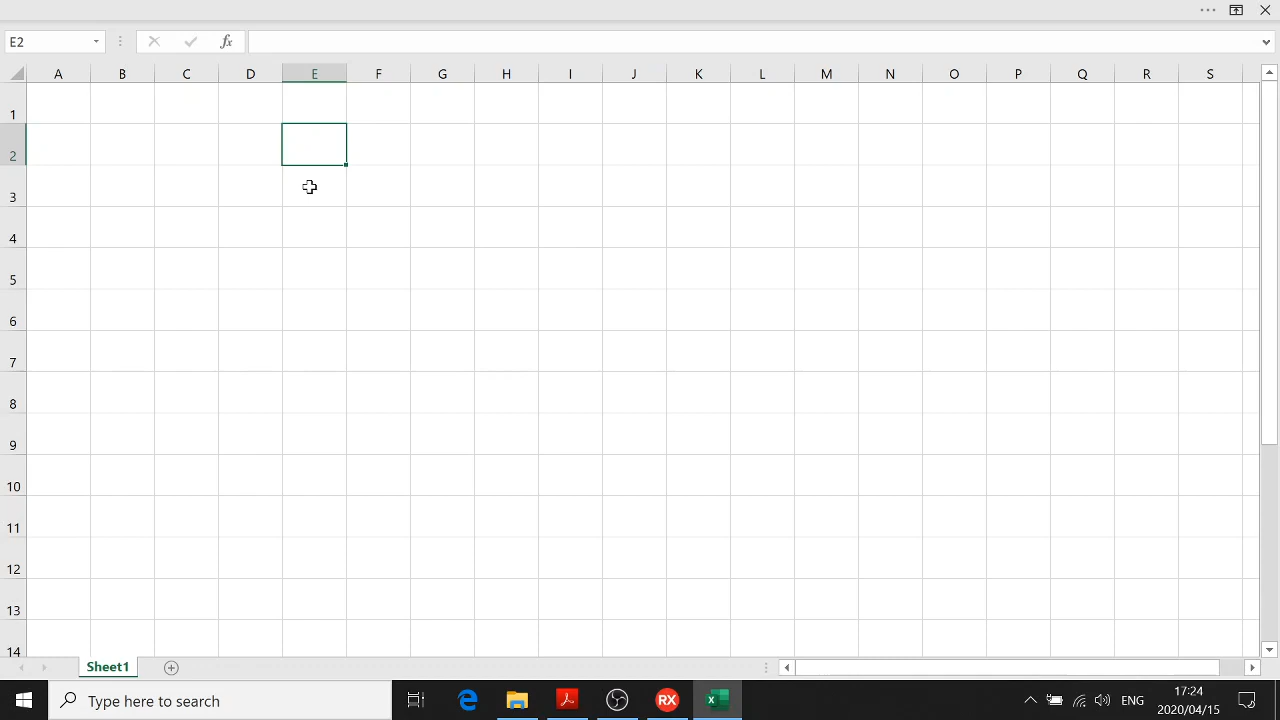 E2
fx
A B C D E F G H I J K L M N O P Q R S
1
2
3
4
5
6
7
8
9
10
11
12
13
14
Sheet1
Type here to search
RX
ENG
17:24
2020/04/15